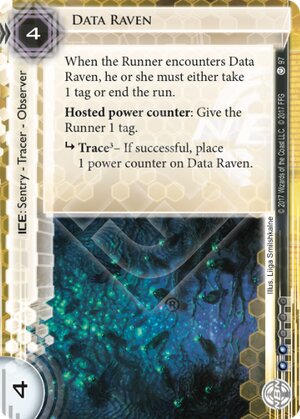 4
DATA RAVEN
When the Runner encounters Data
Raven, he or she must either take
1 tag or end the run.
Hosted power counter: Give the
Runner 1 tag.
↳ Trace³– If successful, place
1 power counter on Data Raven.
ICE: Sentry - Tracer - Observer
97
© 2017 Wizards of the Coast LLC. © 2017 FFG
Illus. Liiga Smilshkalne
4